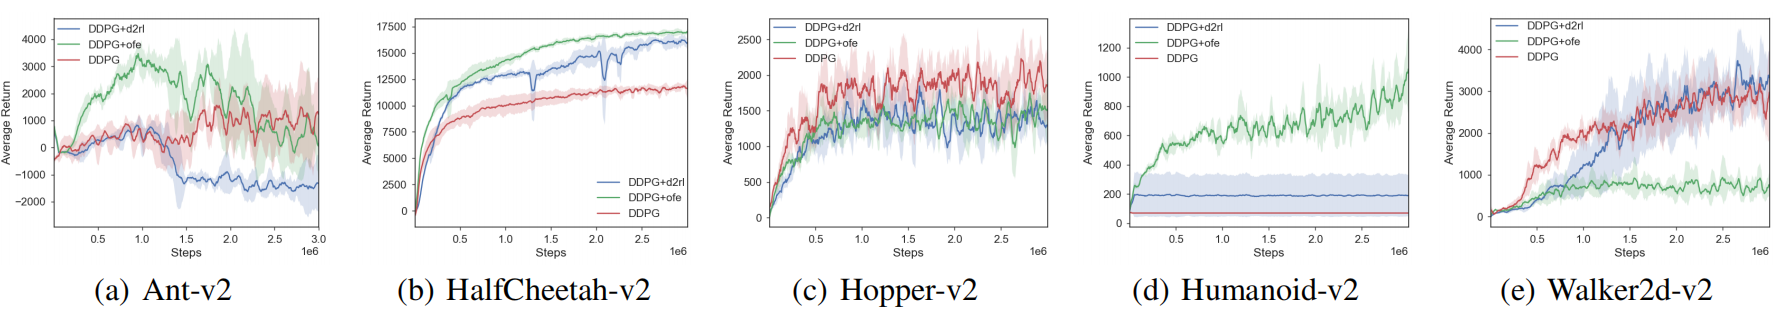 DDPG+d2rl
DDPG+ofe
DDPG
4000
3000
2000
1000
0
−1000
−2000
Average Return
0.5 1.0 1.5 2.0 2.5 3.0
Steps
1e6
(a) Ant-v2
17500
15000
12500
10000
7500
5000
2500
0
Average Return
DDPG+d2rl
DDPG+ofe
DDPG
0.5 1.0 1.5 2.0 2.5
Steps
1e6
(b) HalfCheetah-v2
DDPG+d2rl
DDPG+ofe
DDPG
2500
2000
1500
1000
500
0
Average Return
0.5 1.0 1.5 2.0 2.5
Steps
1e6
(c) Hopper-v2
DDPG+d2rl
DDPG+ofe
DDPG
1200
1000
800
600
400
200
0
Average Return
0.5 1.0 1.5 2.0 2.5
Steps
1e6
(d) Humanoid-v2
DDPG+d2rl
DDPG+ofe
DDPG
4000
3000
2000
1000
0
Average Return
0.5 1.0 1.5 2.0 2.5
Steps
1e6
(e) Walker2d-v2